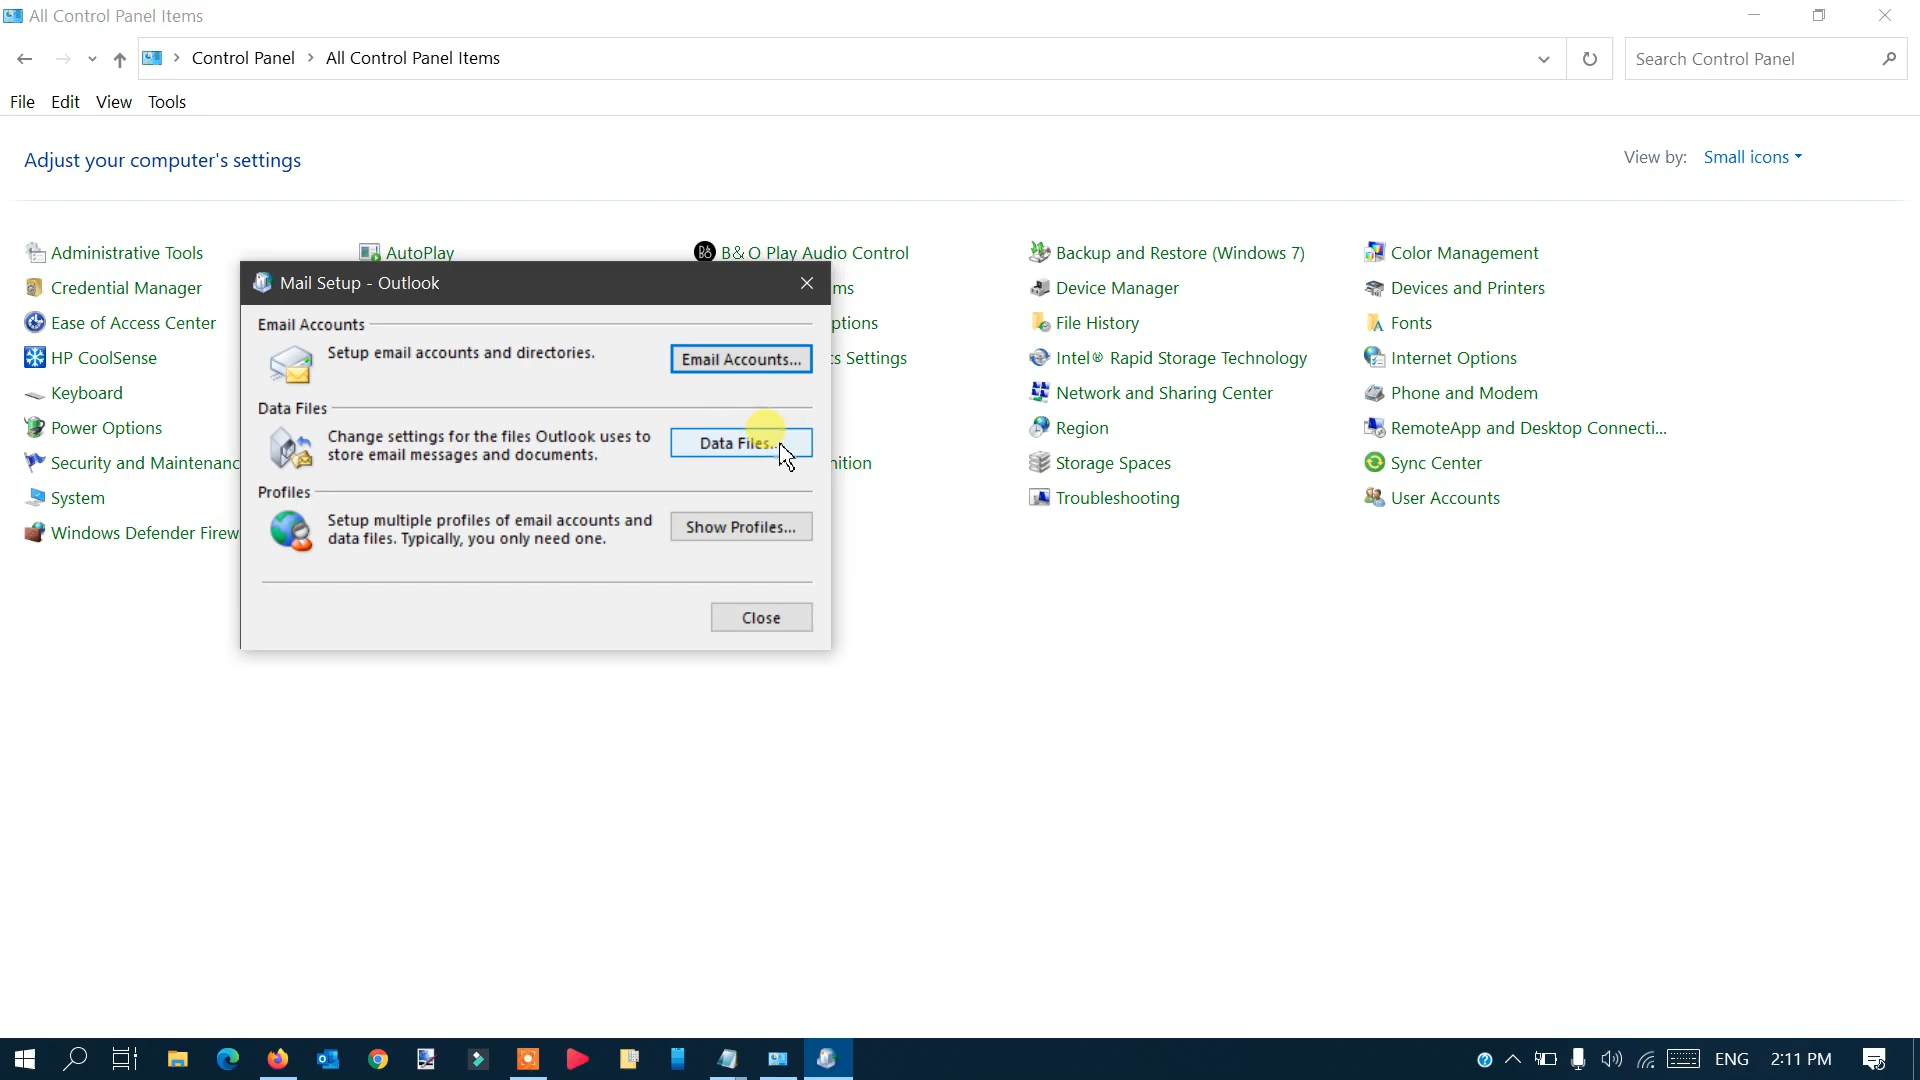 All Control Panel Items
Control Panel > All Control Panel Items
Search Control Panel
File Edit View Tools
Adjust your computer's settings
View by: Small icons
Administrative Tools
AutoPlay
B&O Play Audio Control
Backup and Restore (Windows 7)
Color Management
Credential Manager
ms
Device Manager
Devices and Printers
Ease of Access Center
ptions
File History
Fonts
HP CoolSense
cs Settings
Intel® Rapid Storage Technology
Internet Options
Keyboard
Network and Sharing Center
Phone and Modem
Power Options
Region
RemoteApp and Desktop Connecti...
Security and Maintenanc
nition
Storage Spaces
Sync Center
System
Troubleshooting
User Accounts
Windows Defender Firew
Mail Setup - Outlook
Email Accounts
Setup email accounts and directories.
Email Accounts...
Data Files
Change settings for the files Outlook uses to
store email messages and documents.
Data Files...
Profiles
Setup multiple profiles of email accounts and
data files. Typically, you only need one.
Show Profiles...
Close
ENG 2:11 PM